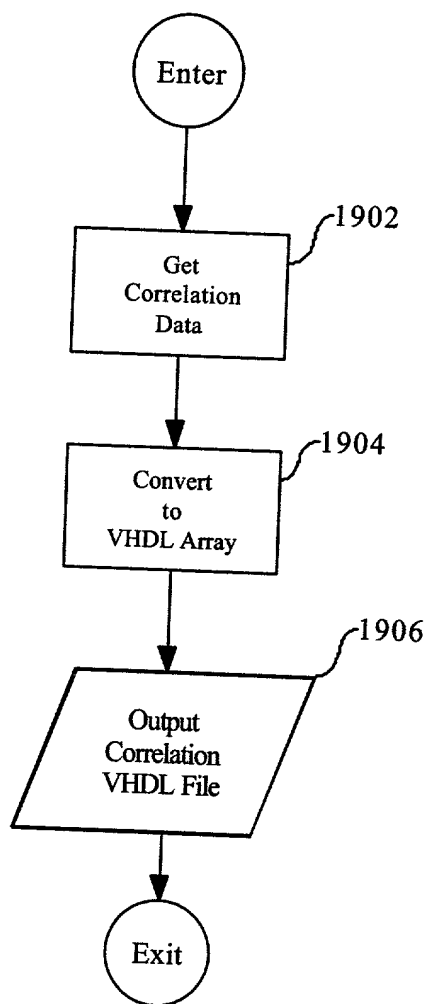 Enter
1902
Get
Correlation
Data
1904
Convert
to
VHDL Array
1906
Output
Correlation
VHDL File
Exit